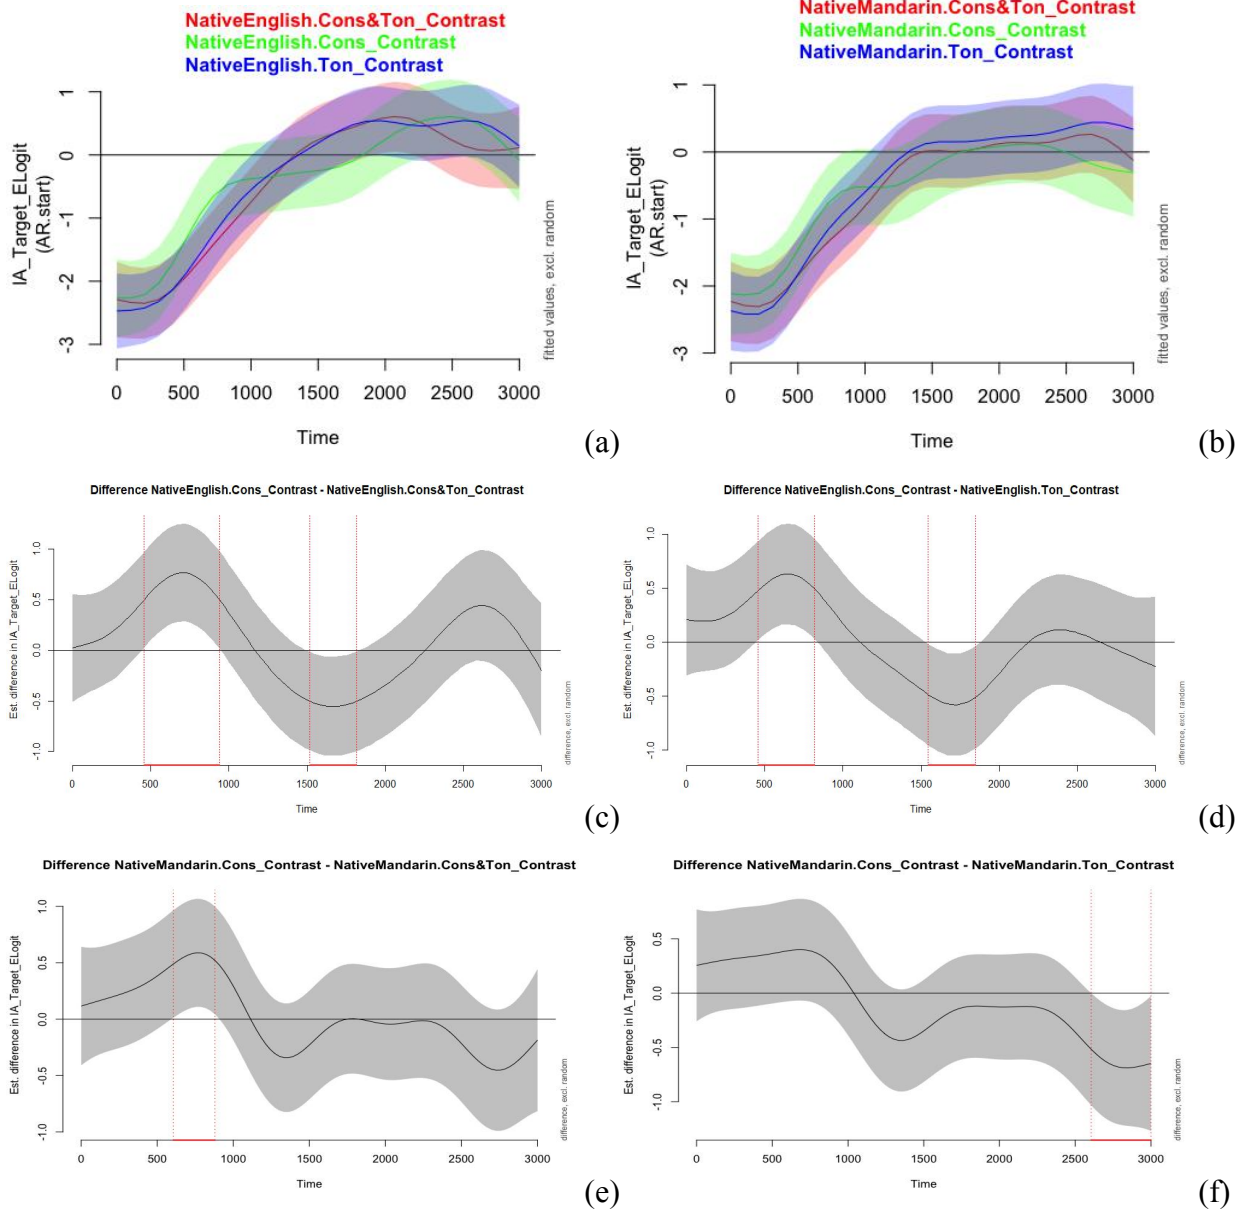 NativeEnglish.Cons&Ton_Contrast
NativeEnglish.Cons_Contrast
NativeEnglish.Ton_Contrast
IA_Target_ELogit
(AR.start)
1
0
-1
-2
-3
0 500 1000 1500 2000 2500 3000
Time
fitted values, excl. random
(a)
NativeMandarin.Cons&Ton_Contrast
NativeMandarin.Cons_Contrast
NativeMandarin.Ton_Contrast
IA_Target_ELogit
(AR.start)
1
0
-1
-2
-3
0 500 1000 1500 2000 2500 3000
Time
fitted values, excl. random
(b)
Difference NativeEnglish.Cons_Contrast - NativeEnglish.Cons&Ton_Contrast
Est. difference in IA_Target_ELogit
1.0
0.5
0.0
-0.5
-1.0
0 500 1000 1500 2000 2500 3000
Time
difference, excl. random
(c)
Difference NativeEnglish.Cons_Contrast - NativeEnglish.Ton_Contrast
Est. difference in IA_Target_ELogit
1.0
0.5
0.0
-0.5
-1.0
0 500 1000 1500 2000 2500 3000
Time
difference, excl. random
(d)
Difference NativeMandarin.Cons_Contrast - NativeMandarin.Cons&Ton_Contrast
Est. difference in IA_Target_ELogit
1.0
0.5
0.0
-0.5
-1.0
0 500 1000 1500 2000 2500 3000
Time
difference, excl. random
(e)
Difference NativeMandarin.Cons_Contrast - NativeMandarin.Ton_Contrast
Est. difference in IA_Target_ELogit
0.5
0.0
-0.5
-1.0
0 500 1000 1500 2000 2500 3000
Time
difference, excl. random
(f)